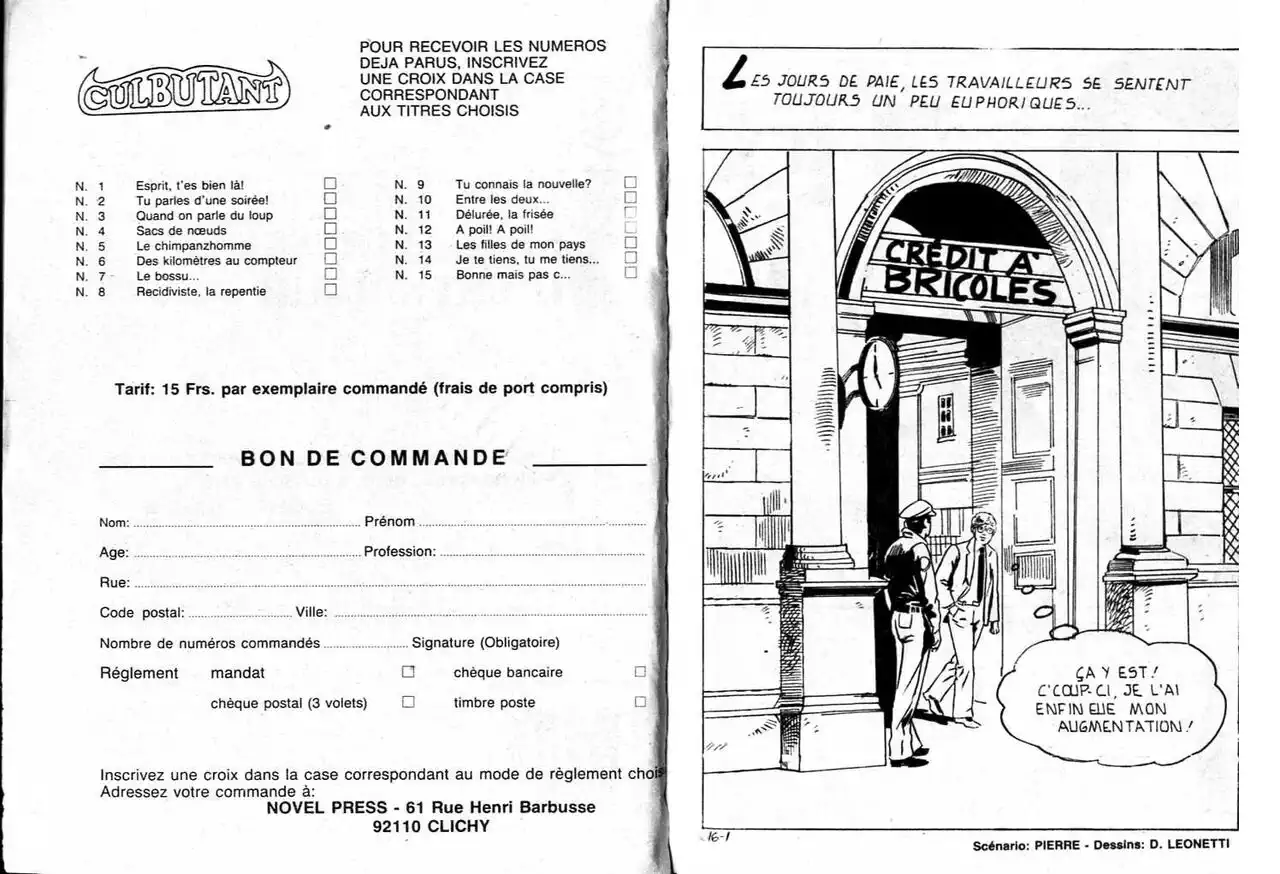 CULBUTANT
POUR RECEVOIR LES NUMEROS
DEJA PARUS, INSCRIVEZ
UNE CROIX DANS LA CASE
CORRESPONDANT
AUX TITRES CHOISIS
N. 1 Esprit, t'es bien là!
N. 2 Tu parles d'une soirée!
N. 3 Quand on parle du loup
N. 4 Sacs de nœuds
N. 5 Le chimpanzhomme
N. 6 Des kilomètres au compteur
N. 7 Le bossu...
N. 8 Recidiviste, la repentie
N. 9 Tu connais la nouvelle?
N. 10 Entre les deux...
N. 11 Délurée, la frisée
N. 12 A poil! A poil!
N. 13 Les filles de mon pays
N. 14 Je te tiens, tu me tiens...
N. 15 Bonne mais pas c...
Tarif: 15 Frs. par exemplaire commandé (frais de port compris)
BON DE COMMANDE
Nom: Prénom
Age: Profession:
Rue:
Code postal: Ville:
Nombre de numéros commandés Signature (Obligatoire)
Réglement mandat chèque bancaire
chèque postal (3 volets) timbre poste
Inscrivez une croix dans la case correspondant au mode de règlement chois
Adressez votre commande à:
NOVEL PRESS - 61 Rue Henri Barbusse
92110 CLICHY
LES JOURS DE PAIE, LES TRAVAILLEURS SE SENTENT
TOUJOURS UN PEU EUPHORIQUES...
CRÉDIT À
BRICOLES
ÇA Y EST!
C'COUP-CI, JE L'AI
ENFIN EUE MON
AUGMENTATION!
16-1
Scénario: PIERRE - Dessins: D. LEONETTI